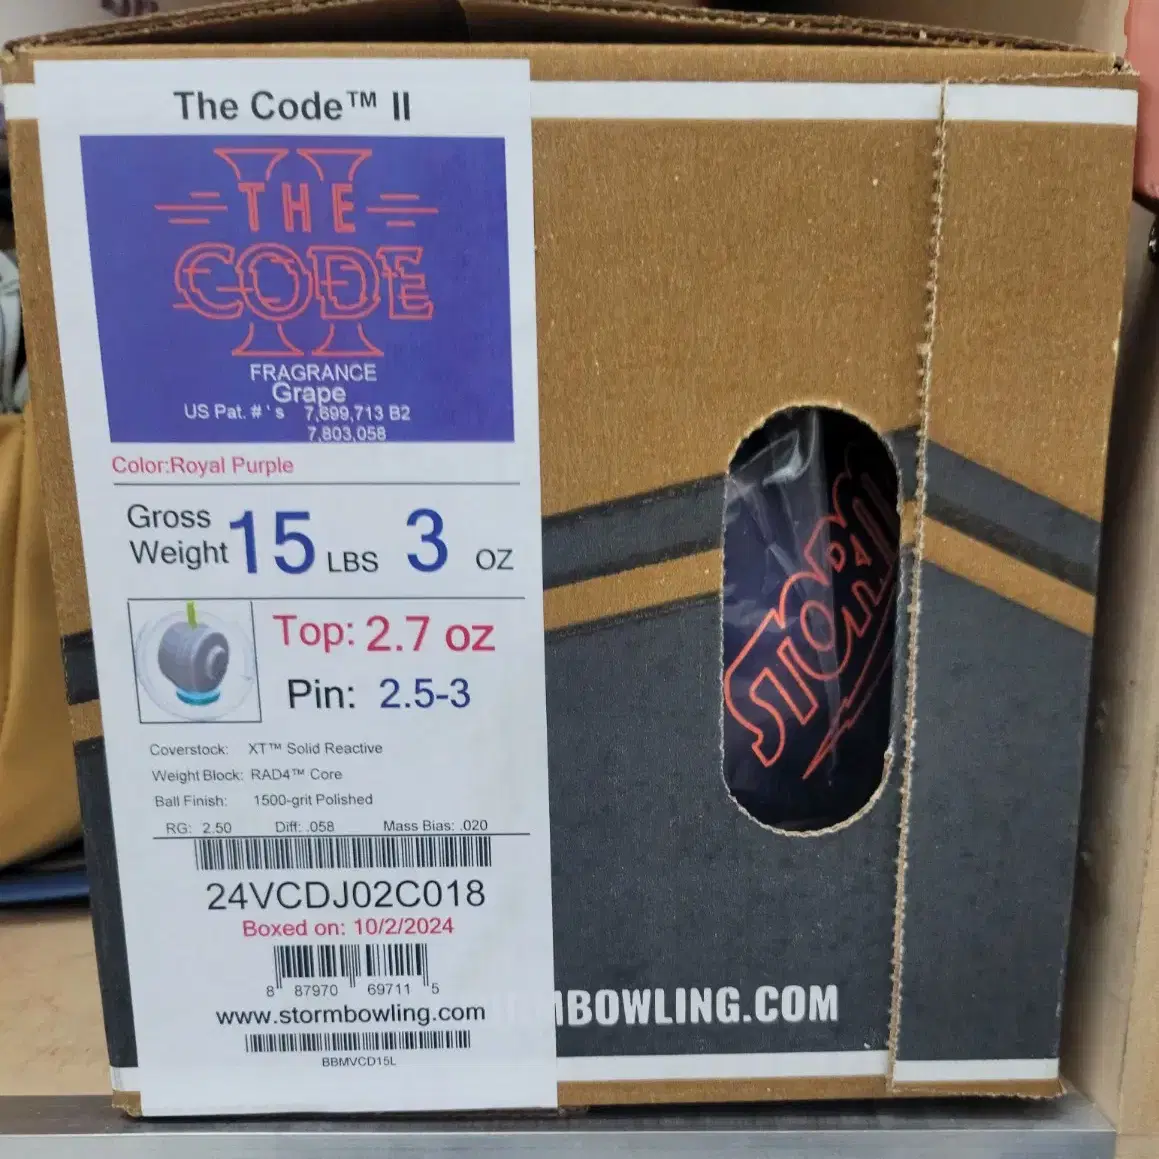 The Code™ II
II
THE
CODE
FRAGRANCE
Grape
US Pat. #'s 7,699,713 B2
7,803,058
Color:Royal Purple
Gross Weight 15 LBS 3 OZ
Top: 2.7 oz
Pin: 2.5-3
Coverstock: XT™ Solid Reactive
Weight Block: RAD4™ Core
Ball Finish: 1500-grit Polished
RG: 2.50 Diff: .058 Mass Bias: .020
24VCDJ02C018
Boxed on: 10/2/2024
8 87970 69711 5
www.stormbowling.com
BBMVCD15L
STORM
MBOWLING.COM